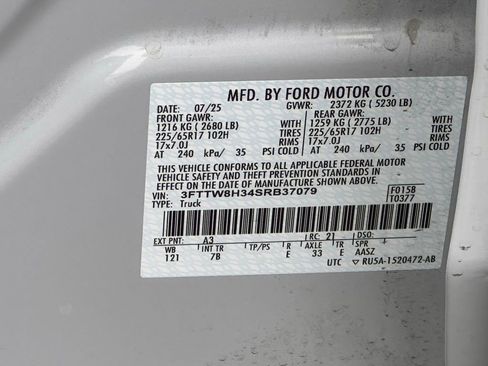 MFD. BY FORD MOTOR CO.
DATE: 07/25 GVWR: 2372 KG ( 5230 LB)
FRONT GAWR: REAR GAWR:
1216 KG ( 2680 LB) 1259 KG ( 2775 LB)
225/65R17 102H TIRES 225/65R17 102H TIRES
17x7.0J RIMS 17x7.0J RIMS
AT 240 kPa/ 35 PSI COLD AT 240 kPa/ 35 PSI COLD
THIS VEHICLE CONFORMS TO ALL APPLICABLE FEDERAL MOTOR
VEHICLE SAFETY AND THEFT PREVENTION STANDARDS IN EFFECT
ON THE DATE OF MANUFACTURE SHOWN ABOVE.
VIN: 3FTTW8H34SRB37079 F0158
TYPE: Truck T0377
EXT PNT: A3 RC: 21
WB INT TR TP/PS R AXLE TR SPR
121 7B E 33 E AASZ
UTC RU5A-1520472-AB